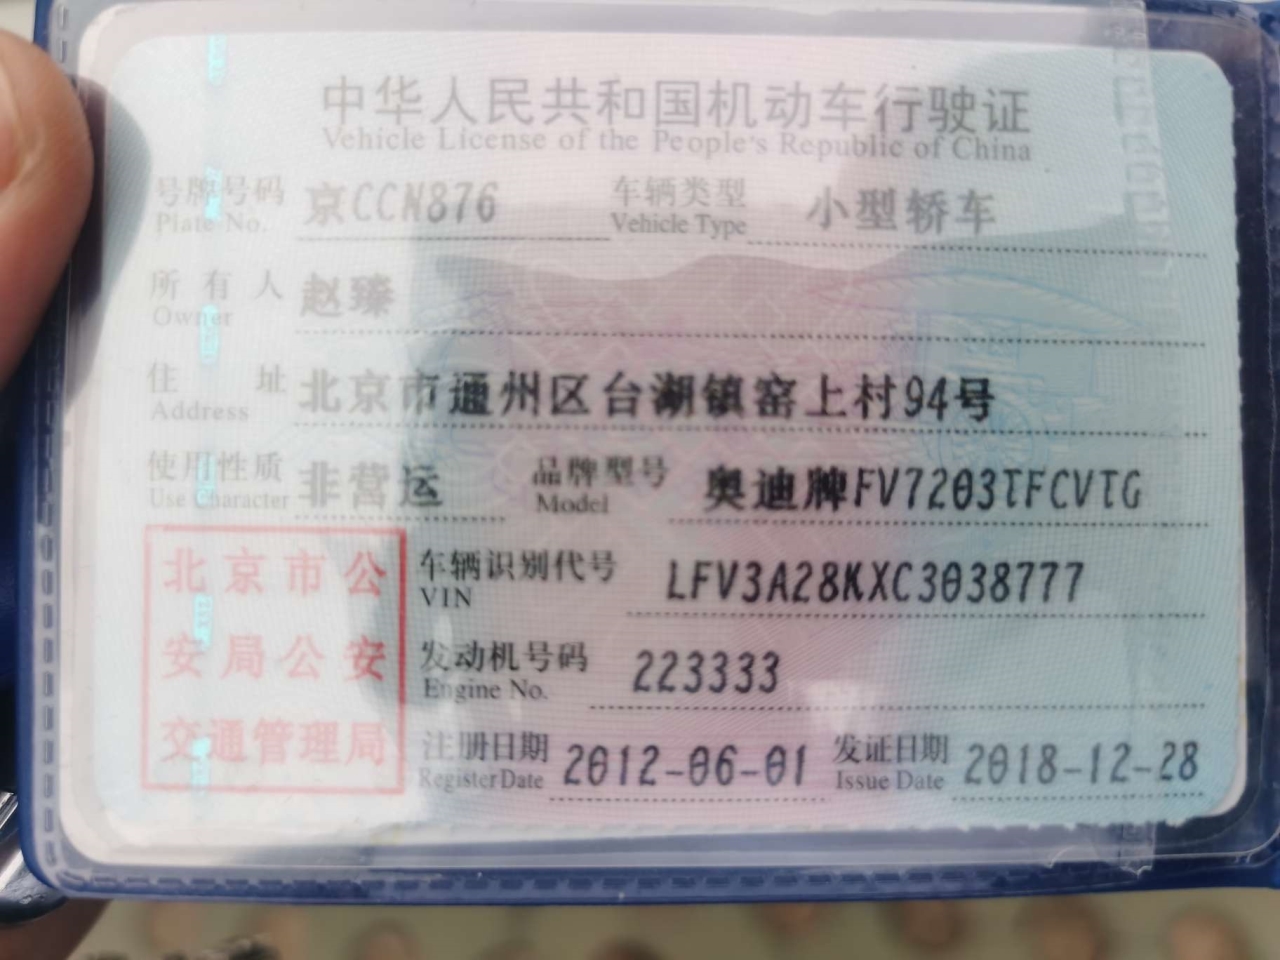 中华人民共和国机动车行驶证
Vehicle License of the People's Republic of China
号牌号码 京CCN876 车辆类型 小型轿车
Plate No. Vehicle Type
所有人 赵臻
Owner
住址 北京市通州区台湖镇窑上村94号
Address
使用性质 非营运 品牌型号 奥迪牌FV7203TFCVTG
Use Character Model
北京市公
安局公安
交通管理局
车辆识别代号 LFV3A28KXC3038777
VIN
发动机号码 223333
Engine No.
注册日期 2012-06-01 发证日期 2018-12-28
Register Date Issue Date